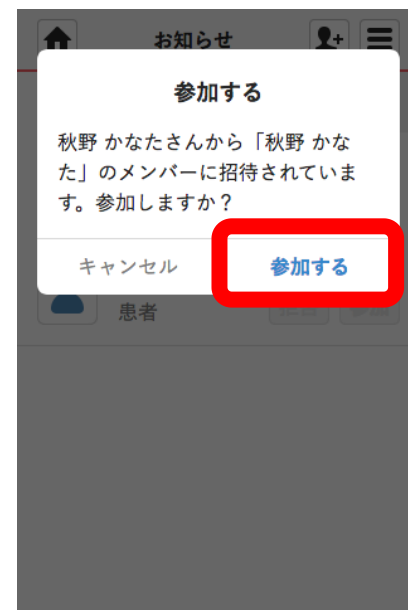 お知らせ
参加する
秋野 かなたさんから「秋野 かな
た」のメンバーに招待されていま
す。参加しますか？
キャンセル
参加する
患者